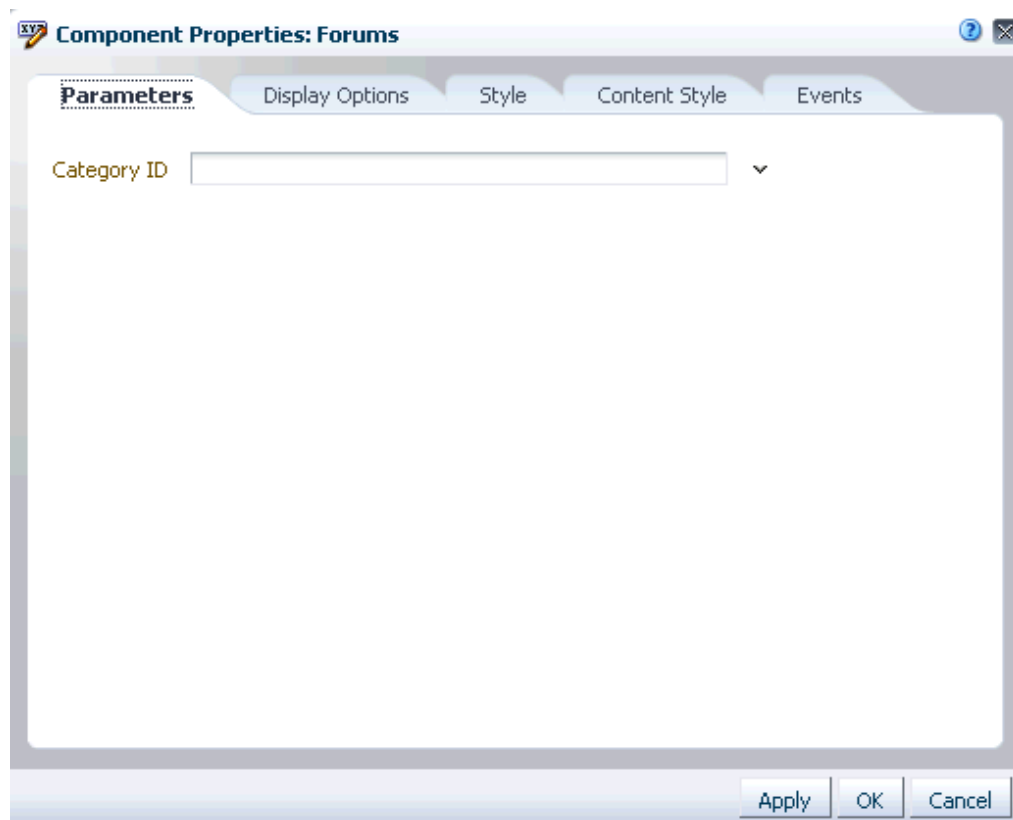 Component Properties: Forums
Parameters Display Options Style Content Style Events
Category ID
Apply OK Cancel